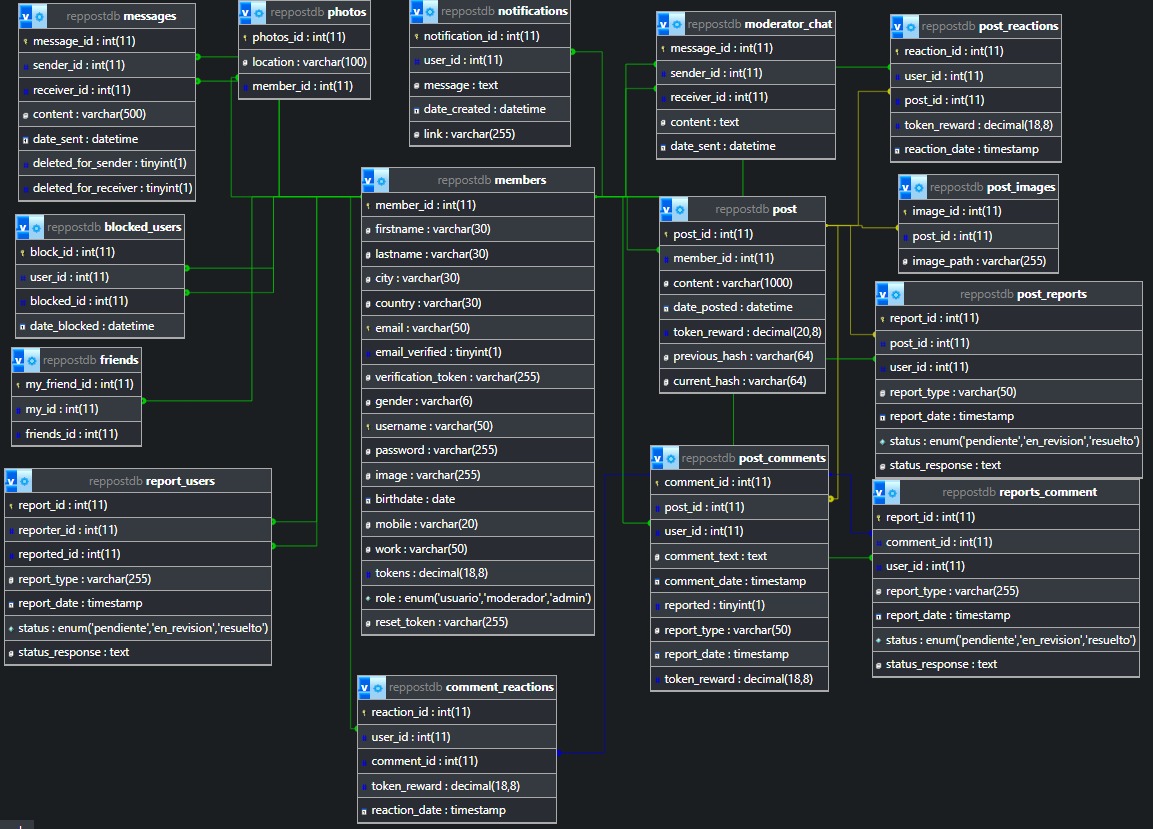 reppostdb messages
message_id : int(11)
sender_id : int(11)
receiver_id : int(11)
content : varchar(500)
date_sent : datetime
deleted_for_sender : tinyint(1)
deleted_for_receiver : tinyint(1)
reppostdb photos
photos_id : int(11)
location : varchar(100)
member_id : int(11)
reppostdb notifications
notification_id : int(11)
user_id : int(11)
message : text
date_created : datetime
link : varchar(255)
reppostdb moderator_chat
message_id : int(11)
sender_id : int(11)
receiver_id : int(11)
content : text
date_sent : datetime
reppostdb post_reactions
reaction_id : int(11)
user_id : int(11)
post_id : int(11)
token_reward : decimal(18,8)
reaction_date : timestamp
reppostdb blocked_users
block_id : int(11)
user_id : int(11)
blocked_id : int(11)
date_blocked : datetime
reppostdb friends
my_friend_id : int(11)
my_id : int(11)
friends_id : int(11)
reppostdb report_users
report_id : int(11)
reporter_id : int(11)
reported_id : int(11)
report_type : varchar(255)
report_date : timestamp
status : enum('pendiente','en_revision','resuelto')
status_response : text
reppostdb members
member_id : int(11)
firstname : varchar(30)
lastname : varchar(30)
city : varchar(30)
country : varchar(30)
email : varchar(50)
email_verified : tinyint(1)
verification_token : varchar(255)
gender : varchar(6)
username : varchar(50)
password : varchar(255)
image : varchar(255)
birthdate : date
mobile : varchar(20)
work : varchar(50)
tokens : decimal(18,8)
role : enum('usuario','moderador','admin')
reset_token : varchar(255)
reppostdb comment_reactions
reaction_id : int(11)
user_id : int(11)
comment_id : int(11)
token_reward : decimal(18,8)
reaction_date : timestamp
reppostdb post
post_id : int(11)
member_id : int(11)
content : varchar(1000)
date_posted : datetime
token_reward : decimal(20,8)
previous_hash : varchar(64)
current_hash : varchar(64)
reppostdb post_comments
comment_id : int(11)
post_id : int(11)
user_id : int(11)
comment_text : text
comment_date : timestamp
reported : tinyint(1)
report_type : varchar(50)
report_date : timestamp
token_reward : decimal(18,8)
reppostdb post_images
image_id : int(11)
post_id : int(11)
image_path : varchar(255)
reppostdb post_reports
report_id : int(11)
post_id : int(11)
user_id : int(11)
report_type : varchar(50)
report_date : timestamp
status : enum('pendiente','en_revision','resuelto')
status_response : text
reppostdb reports_comment
report_id : int(11)
comment_id : int(11)
user_id : int(11)
report_type : varchar(255)
report_date : timestamp
status : enum('pendiente','en_revision','resuelto')
status_response : text